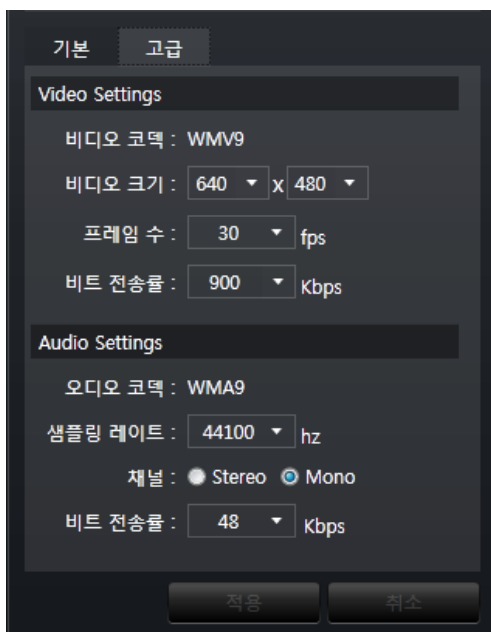 기본 고급
Video Settings
비디오 코덱 : WMV9
비디오 크기 : 640 x 480
프레임 수 : 30 fps
비트 전송률 : 900 Kbps
Audio Settings
오디오 코덱 : WMA9
샘플링 레이트 : 44100 hz
채널 : Stereo Mono
비트 전송률 : 48 Kbps
적용 취소